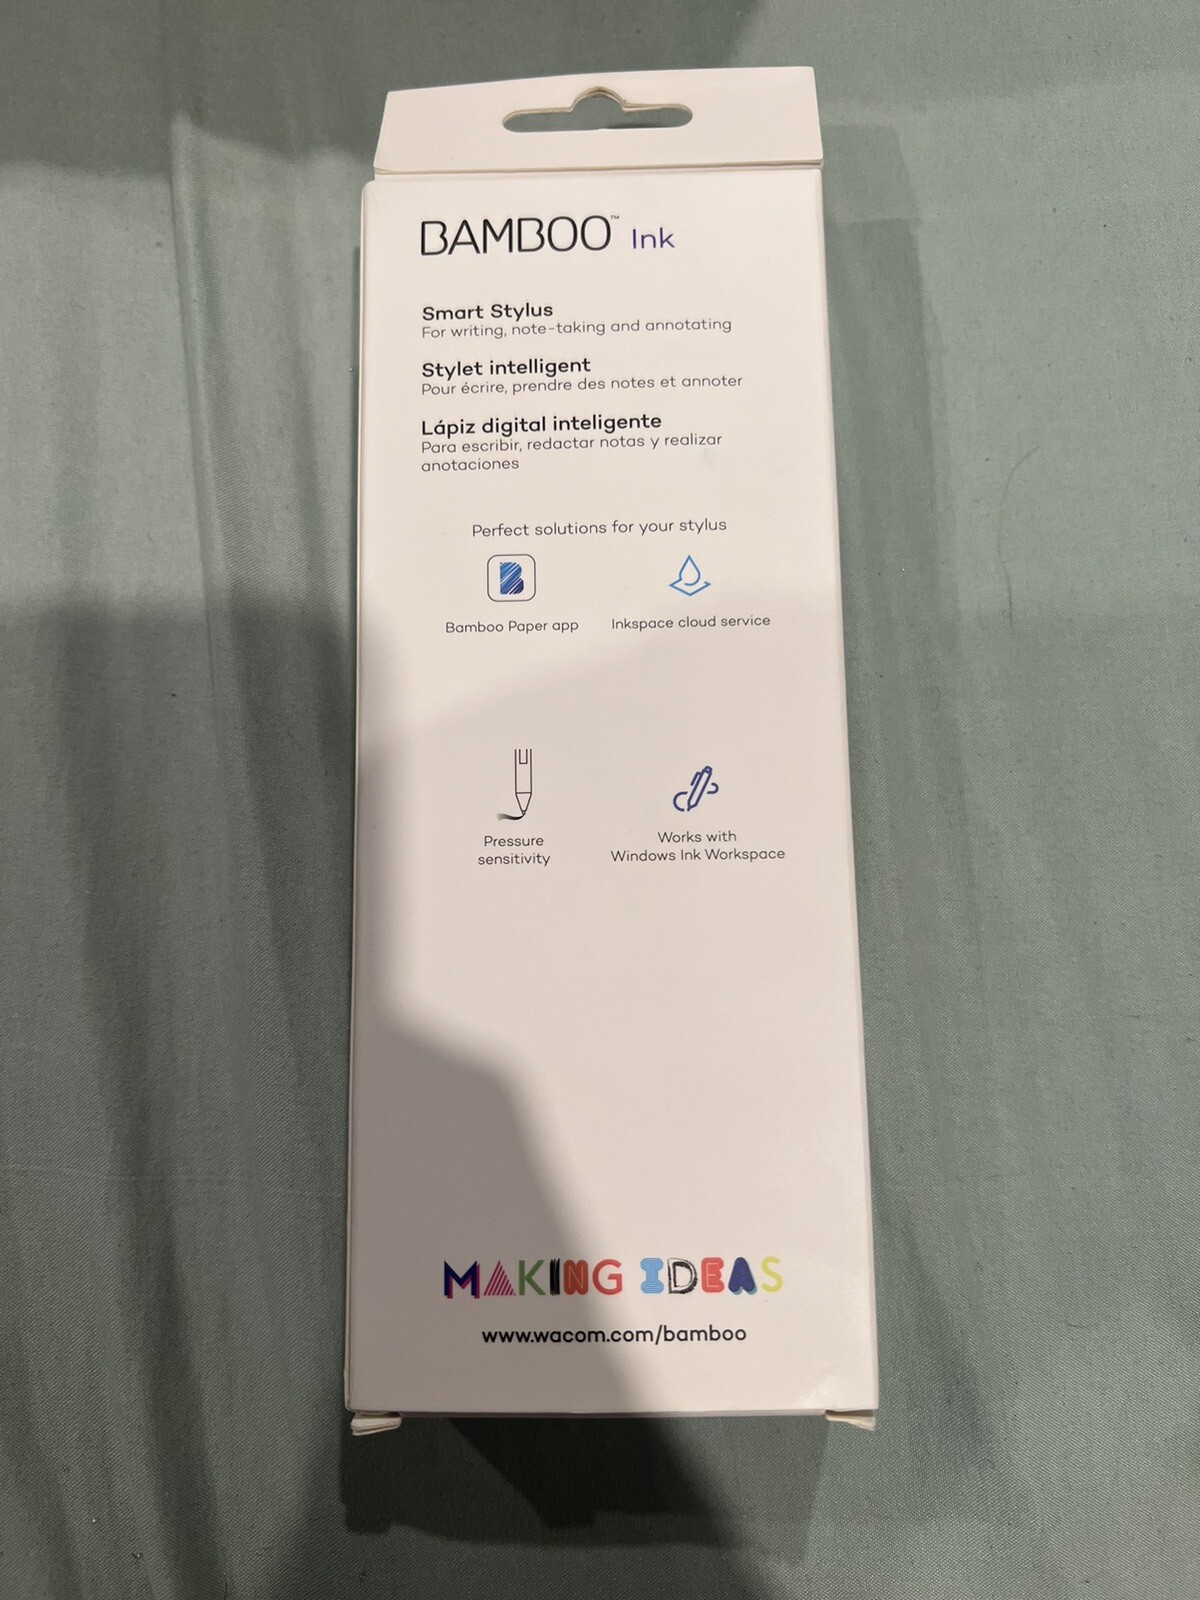 BAMBOO™ Ink
Smart Stylus
For writing, note-taking and annotating
Stylet intelligent
Pour écrire, prendre des notes et annoter
Lápiz digital inteligente
Para escribir, redactar notas y realizar
anotaciones
Perfect solutions for your stylus
Bamboo Paper app
Inkspace cloud service
Pressure
sensitivity
Works with
Windows Ink Workspace
MAKING IDEAS
www.wacom.com/bamboo